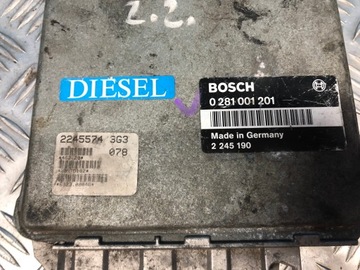 2.2.
DIESEL
BOSCH
0 281 001 201
Made in Germany
2 245 190
2245574 3G3
078